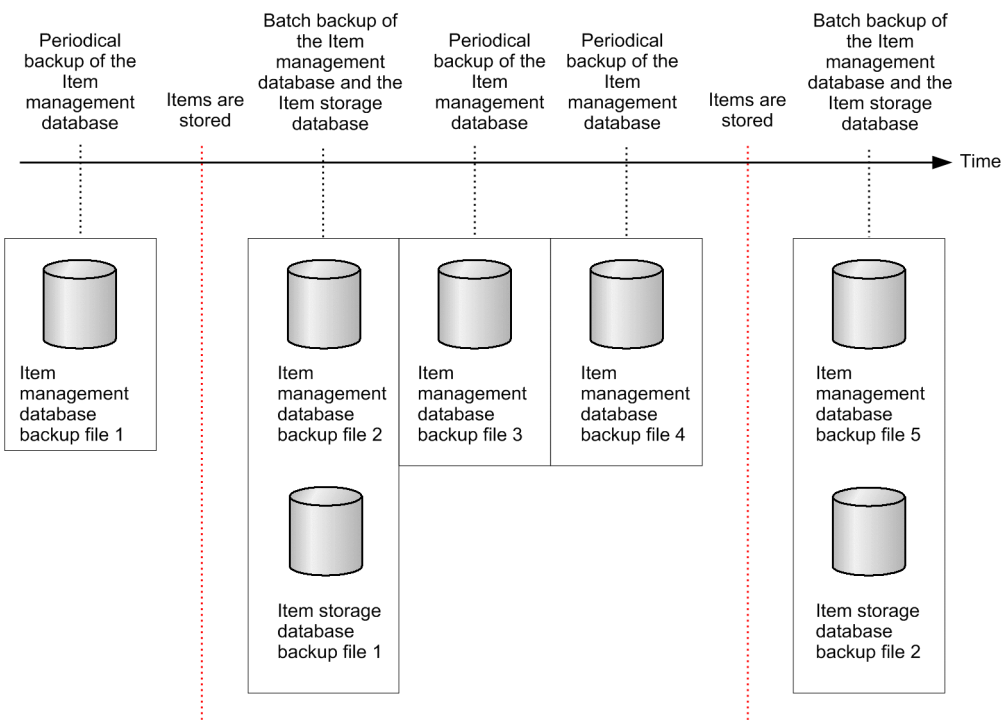 Periodical
backup of the
Item
management
database
Items are
stored
Batch backup of
the Item
management
database and the
Item storage
database
Periodical
backup of the
Item
management
database
Periodical
backup of the
Item
management
database
Items are
stored
Batch backup of
the Item
management
database and the
Item storage
database
Time
Item
management
database
backup file 1
Item
management
database
backup file 2
Item
management
database
backup file 3
Item
management
database
backup file 4
Item
management
database
backup file 5
Item storage
database
backup file 1
Item storage
database
backup file 2